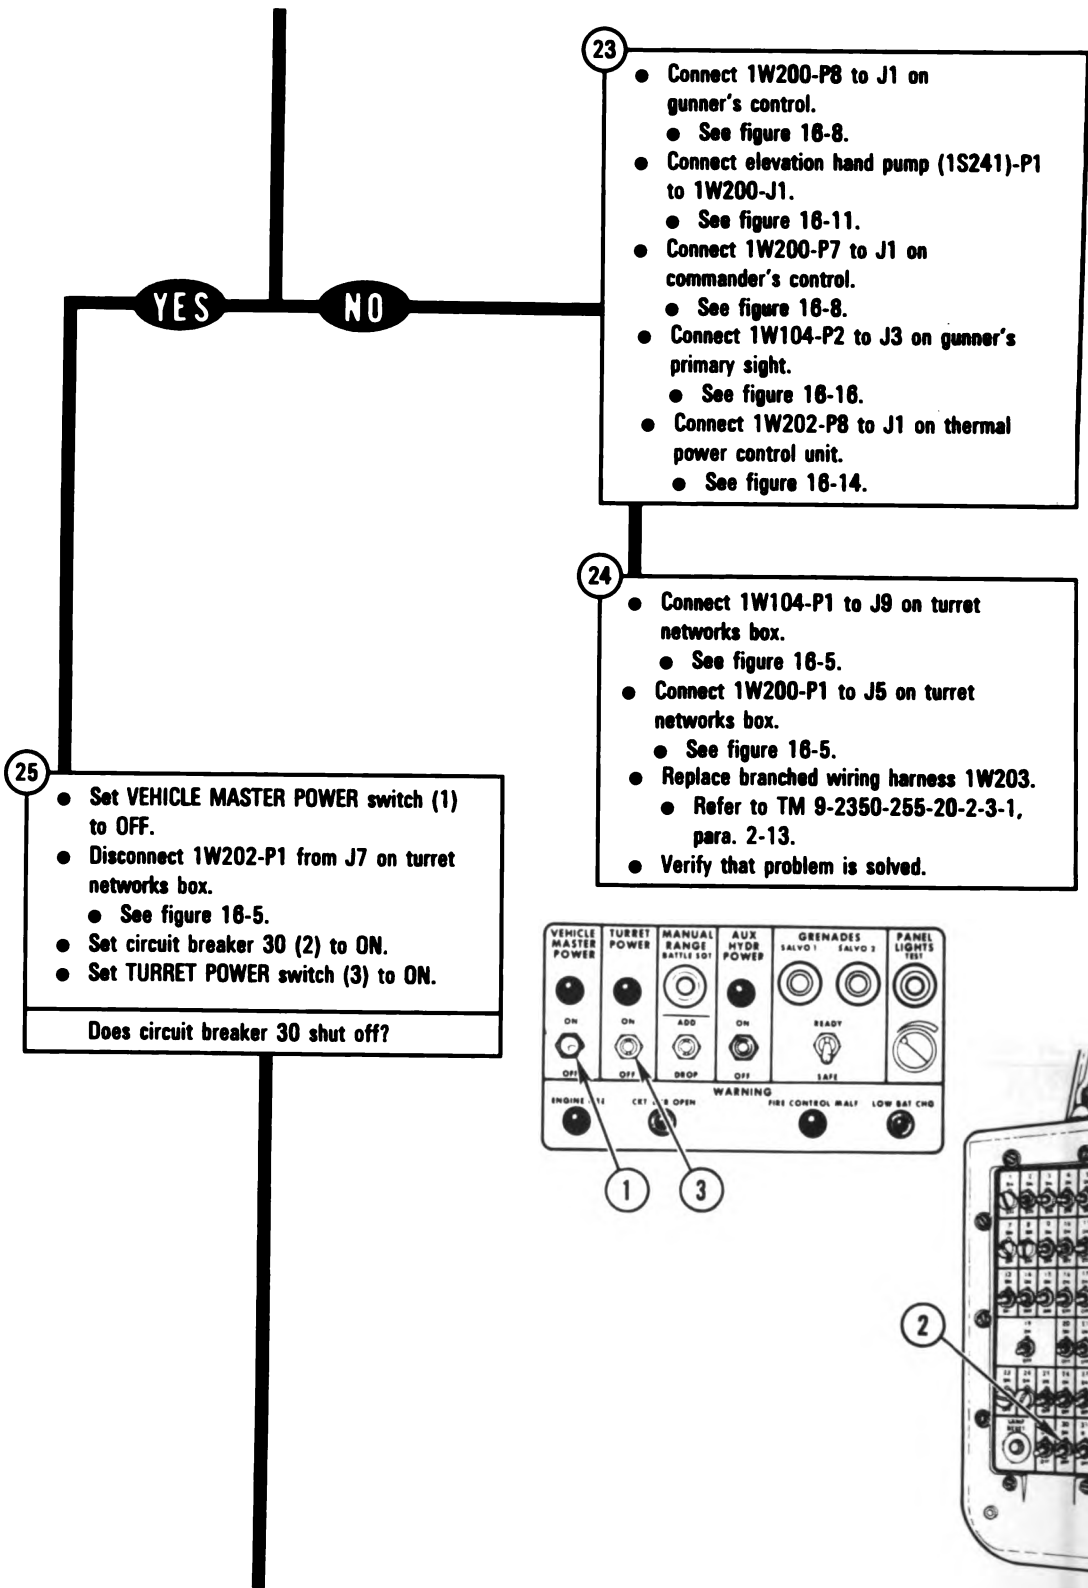 23
● Connect 1W200-P8 to J1 on
gunner's control.
● See figure 16-8.
● Connect elevation hand pump (1S241)-P1
to 1W200-J1.
● See figure 16-11.
● Connect 1W200-P7 to J1 on
commander's control.
● See figure 16-8.
● Connect 1W104-P2 to J3 on gunner's
primary sight.
● See figure 16-16.
● Connect 1W202-P8 to J1 on thermal
power control unit.
● See figure 16-14.
YES
NO
24
● Connect 1W104-P1 to J9 on turret
networks box.
● See figure 16-5.
● Connect 1W200-P1 to J5 on turret
networks box.
● See figure 16-5.
● Replace branched wiring harness 1W203.
● Refer to TM 9-2350-255-20-2-3-1,
para. 2-13.
● Verify that problem is solved.
25
● Set VEHICLE MASTER POWER switch (1)
to OFF.
● Disconnect 1W202-P1 from J7 on turret
networks box.
● See figure 16-5.
● Set circuit breaker 30 (2) to ON.
● Set TURRET POWER switch (3) to ON.
Does circuit breaker 30 shut off?
VEHICLE MASTER POWER
ON
OFF
TURRET POWER
ON
OFF
MANUAL RANGE
BATTLE SGT
ADD
DROP
AUX HYDR POWER
ON
OFF
GRENADES
SALVO 1 SALVO 2
READY
SAFE
PANEL LIGHTS
TEST
WARNING
ENGINE
CKT OPEN
FIRE CONTROL MALF
LOW BAT CHG
1
3
2
LAMP
30